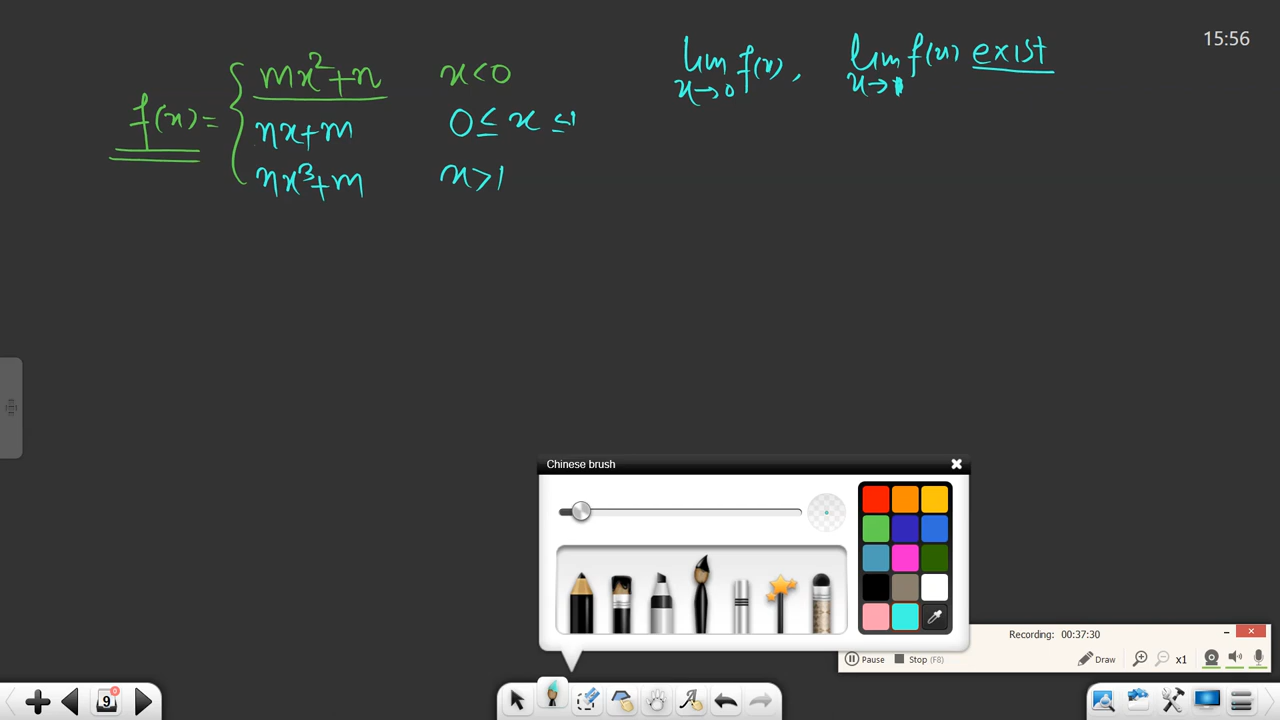 15:56
f(x) = { mx²+n x<0
nx+m 0 ≤ x ≤1
nx³+m x>1
lim x→0 f(x), lim x→1 f(x) exist
Chinese brush
Recording: 00:37:30
Pause Stop (F8) Draw x1
9 0